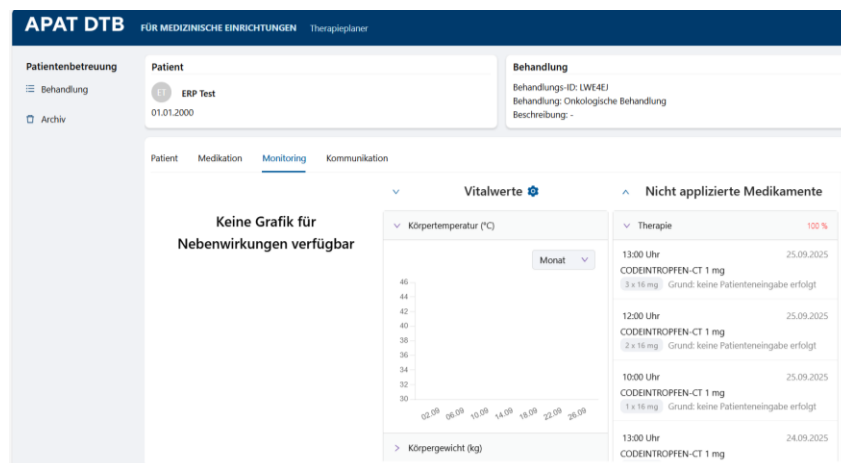 APAT DTB FÜR MEDIZINISCHE EINRICHTUNGEN Therapieplaner
Patientenbetreuung
Behandlung
Archiv
Patient
ET ERP Test
01.01.2000
Behandlung
Behandlungs-ID: LWE4EJ
Behandlung: Onkologische Behandlung
Beschreibung: -
Patient Medikation Monitoring Kommunikation
Keine Grafik für
Nebenwirkungen verfügbar
Vitalwerte
Körpertemperatur (°C)
Monat
46
44
42
40
38
36
34
32
30
02.09 06.09 10.09 14.09 18.09 22.09 26.09
Körpergewicht (kg)
Nicht applizierte Medikamente
Therapie 100 %
13:00 Uhr 25.09.2025
CODEINTROPFEN-CT 1 mg
3 x 16 mg Grund: keine Patienteneingabe erfolgt
12:00 Uhr 25.09.2025
CODEINTROPFEN-CT 1 mg
2 x 16 mg Grund: keine Patienteneingabe erfolgt
10:00 Uhr 25.09.2025
CODEINTROPFEN-CT 1 mg
1 x 16 mg Grund: keine Patienteneingabe erfolgt
13:00 Uhr 24.09.2025
CODEINTROPFEN-CT 1 mg